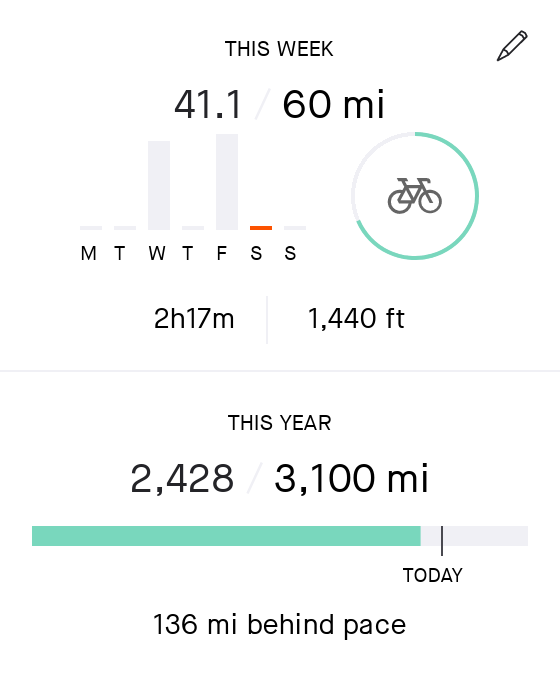 THIS WEEK
41.1 / 60 mi
M T W T F S S
2h17m 1,440 ft
THIS YEAR
2,428 / 3,100 mi
TODAY
136 mi behind pace